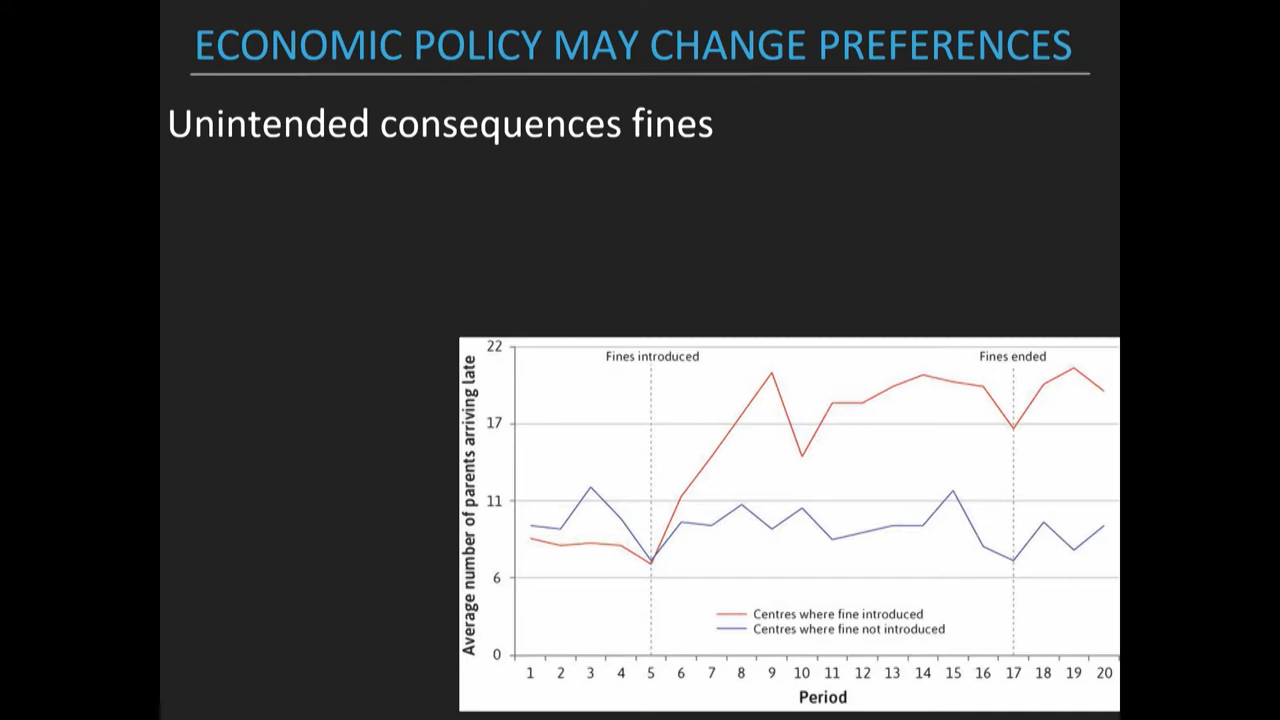 ECONOMIC POLICY MAY CHANGE PREFERENCES
Unintended consequences fines
Average number of parents arriving late
22
17
11
6
0
Fines introduced
Fines ended
Centres where fine introduced
Centres where fine not introduced
1 2 3 4 5 6 7 8 9 10 11 12 13 14 15 16 17 18 19 20
Period